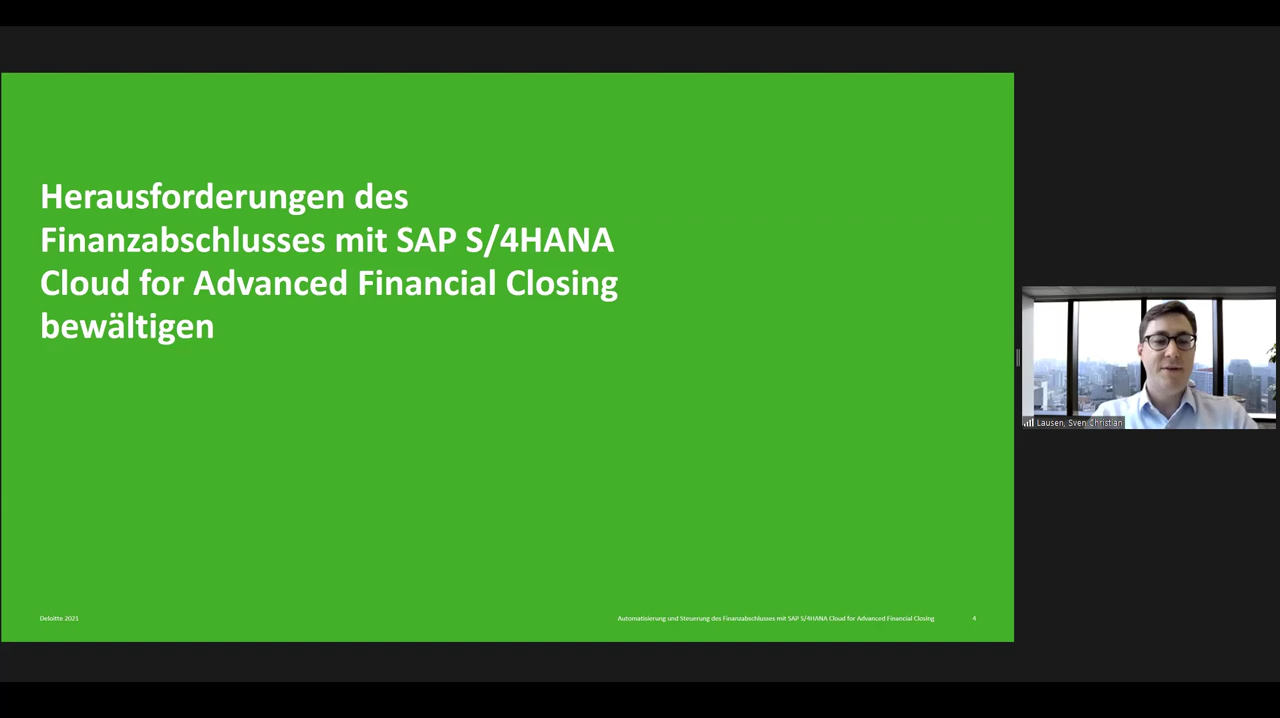 Herausforderungen des
Finanzabschlusses mit SAP S/4HANA
Cloud for Advanced Financial Closing
bewältigen
Lausen, Sven Christian
Deloitte 2021
Automatisierung und Steuerung des Finanzabschlusses mit SAP S/4HANA Cloud for Advanced Financial Closing
4